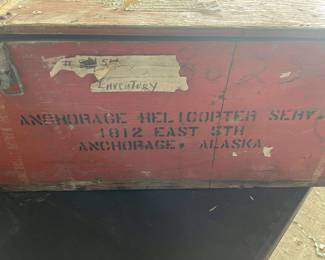 Inventory
ANCHORAGE HELICOPTER SERV.
1812 EAST 5TH
ANCHORAGE, ALASKA